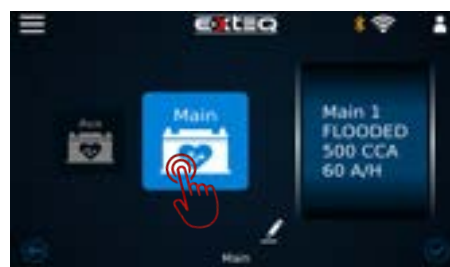 exteq
Main
Main 1
FLOODED
500 CCA
60 A/H
Main